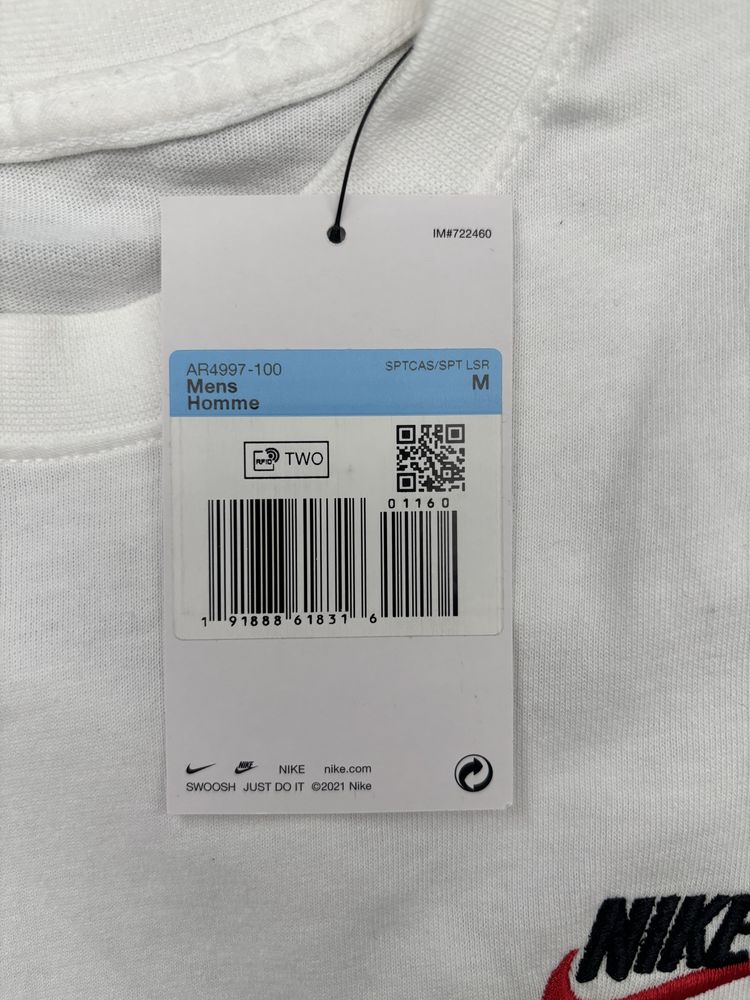 IM#722460
AR4997-100
SPTCAS/SPT LSR
Mens
M
Homme
RFID TWO
01160
1 91888 61831 6
NIKE
NIKE nike.com
SWOOSH JUST DO IT ©2021 Nike
NIKE